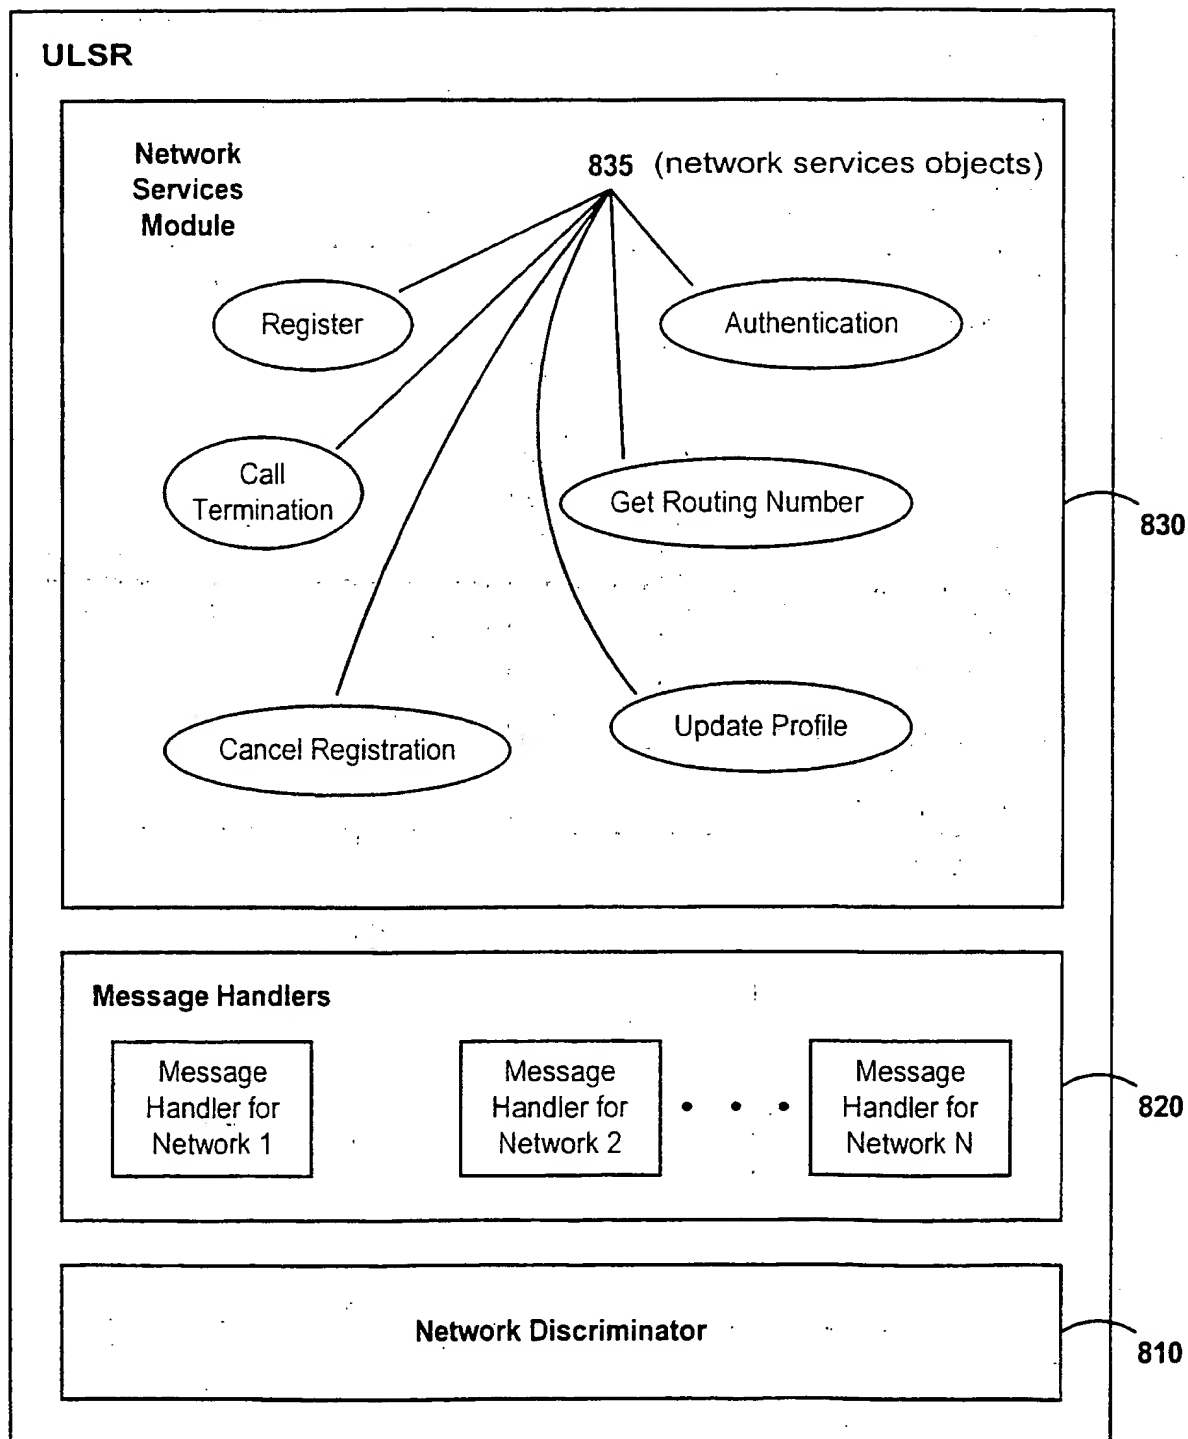 ULSR
Network
Services
Module
835 (network services objects)
Register
Authentication
Call
Termination
Get Routing Number
830
Cancel Registration
Update Profile
Message Handlers
Message
Handler for
Network 1
Message
Handler for
Network 2
Message
Handler for
Network N
820
Network Discriminator
810